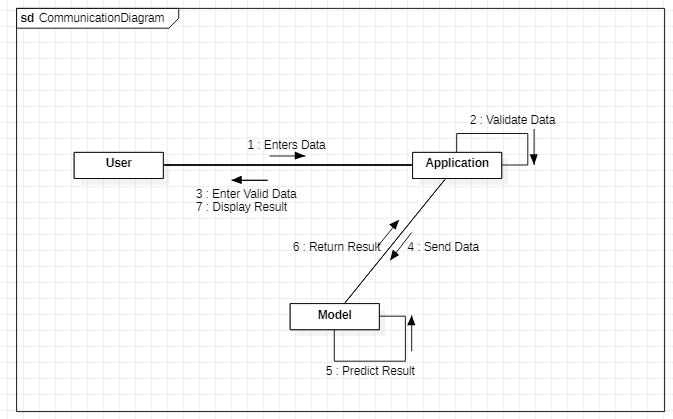 sd CommunicationDiagram
2 : Validate Data
1 : Enters Data
User
Application
3 : Enter Valid Data
7 : Display Result
6 : Return Result
4 : Send Data
Model
5 : Predict Result